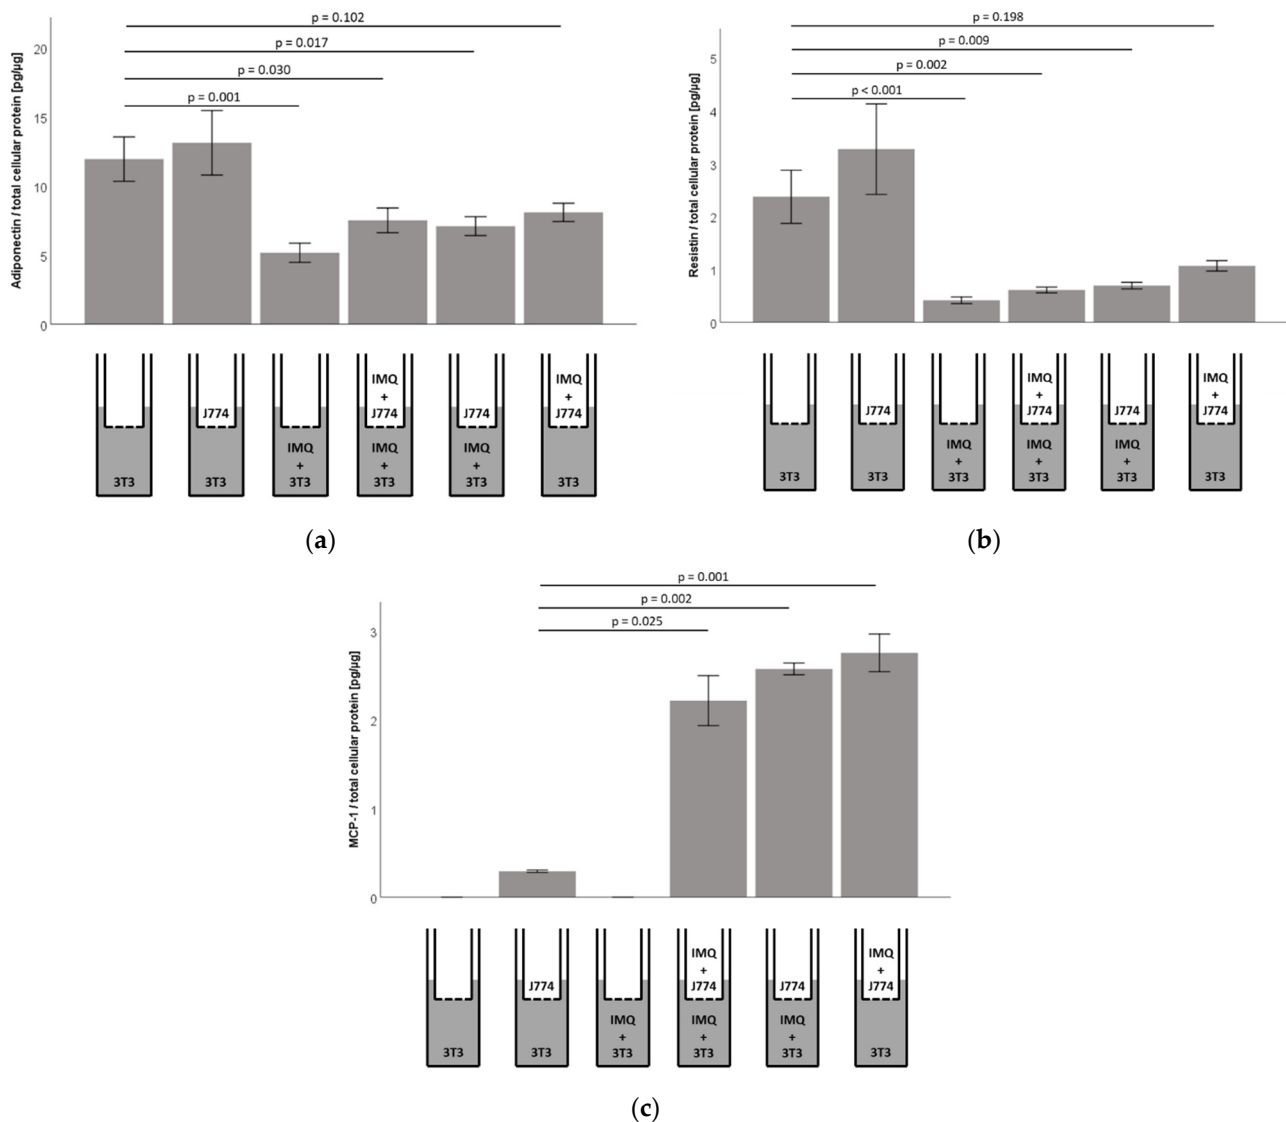 p = 0.102
p = 0.017
p = 0.030
p = 0.001
Adiponectin / total cellular protein [pg/µg]
20
15
10
5
0
3T3
J774
3T3
IMQ
+
3T3
IMQ
+
J774
IMQ
+
3T3
J774
IMQ
+
3T3
IMQ
+
J774
3T3
(a)
p = 0.198
p = 0.009
p = 0.002
p < 0.001
Resistin / total cellular protein [pg/µg]
5
4
3
2
1
0
3T3
J774
3T3
IMQ
+
3T3
IMQ
+
J774
IMQ
+
3T3
J774
IMQ
+
3T3
IMQ
+
J774
3T3
(b)
p = 0.001
p = 0.002
p = 0.025
MCP-1 / total cellular protein [pg/µg]
3
2
1
0
3T3
J774
3T3
IMQ
+
3T3
IMQ
+
J774
IMQ
+
3T3
J774
IMQ
+
3T3
IMQ
+
J774
3T3
(c)